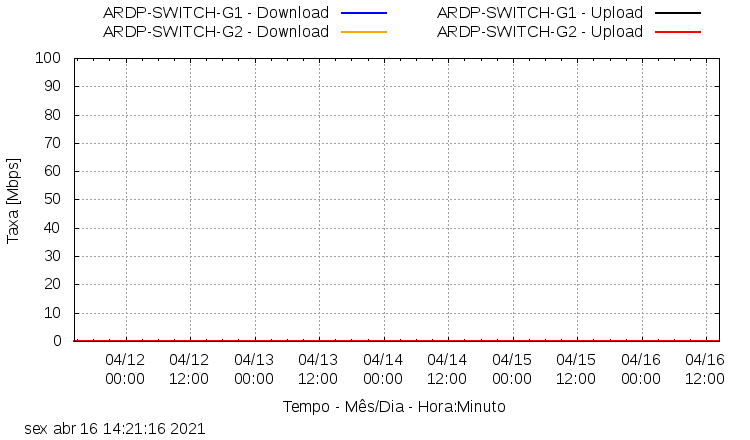 ARDP-SWITCH-G1 - Download
ARDP-SWITCH-G1 - Upload
ARDP-SWITCH-G2 - Download
ARDP-SWITCH-G2 - Upload
100
90
80
70
60
50
40
30
20
10
0
Taxa [Mbps]
04/12 04/12 04/13 04/13 04/14 04/14 04/15 04/15 04/16 04/16
00:00 12:00 00:00 12:00 00:00 12:00 00:00 12:00 00:00 12:00
Tempo - Mês/Dia - Hora:Minuto
sex abr 16 14:21:16 2021